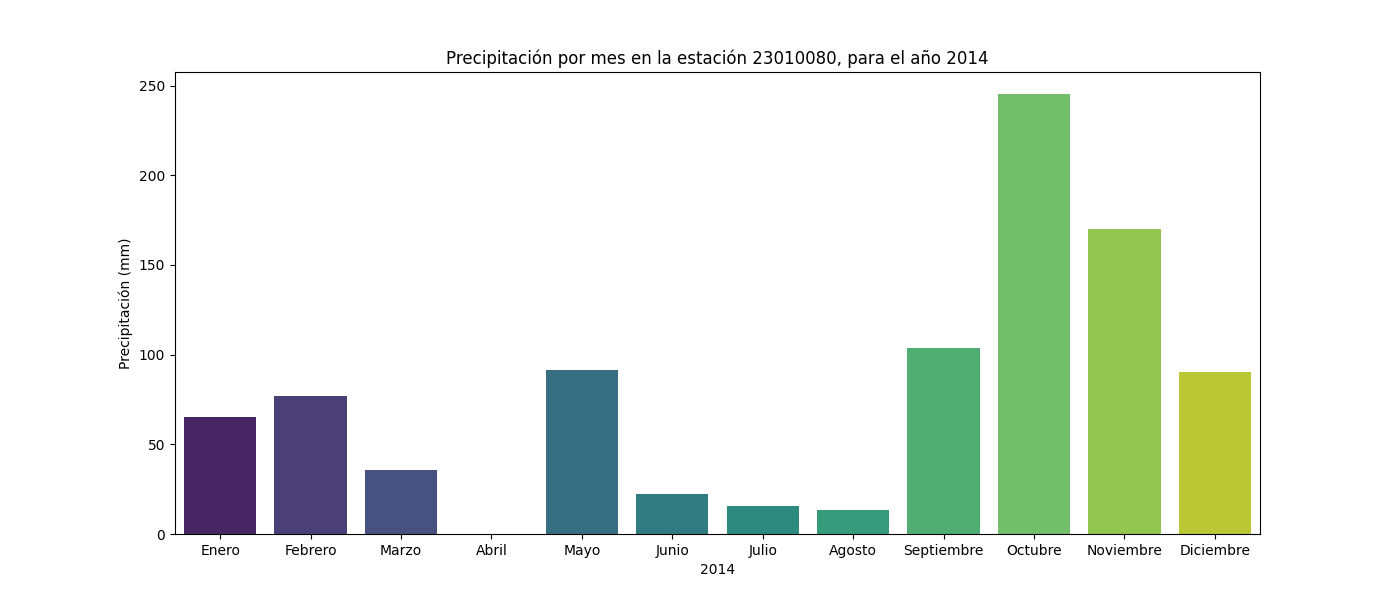 Precipitación por mes en la estación 23010080, para el año 2014
Precipitación (mm)
250
200
150
100
50
0
Enero Febrero Marzo Abril Mayo Junio Julio Agosto Septiembre Octubre Noviembre Diciembre
2014